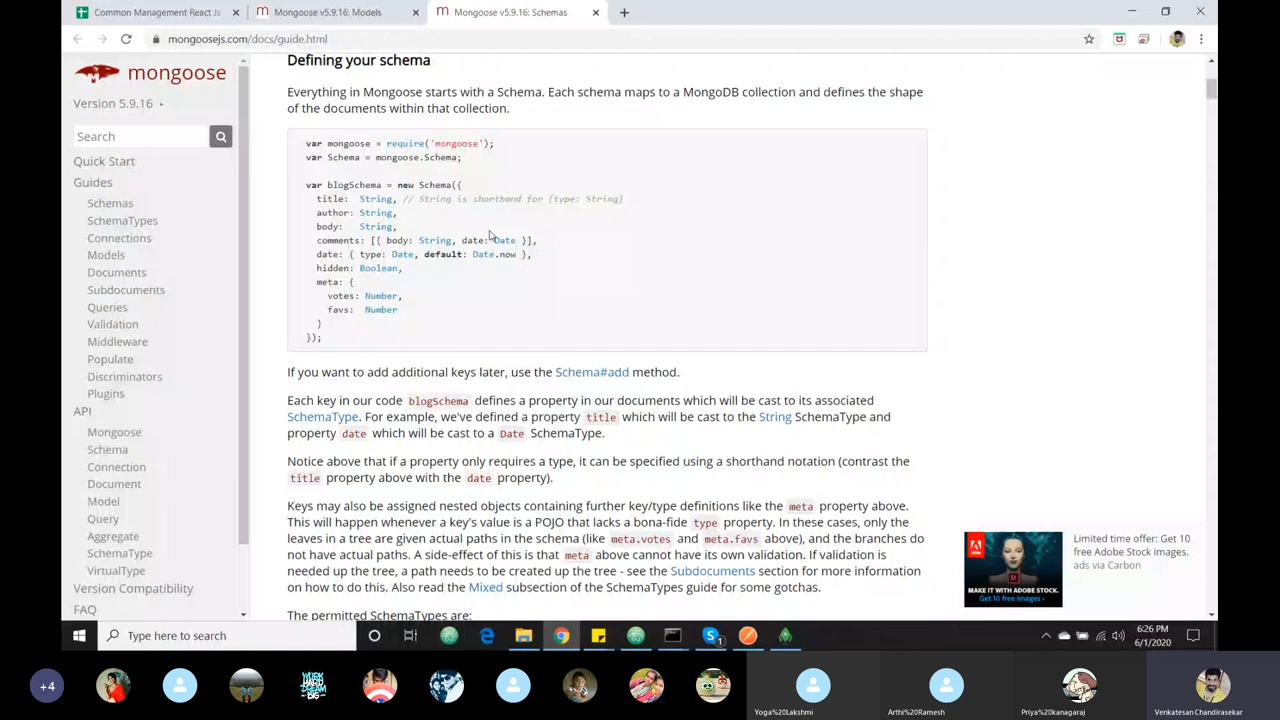 Common Management React Js
Mongoose v5.9.16: Models
Mongoose v5.9.16: Schemas
mongoosejs.com/docs/guide.html
mongoose
Version 5.9.16
Search
Quick Start
Guides
Schemas
SchemaTypes
Connections
Models
Documents
Subdocuments
Queries
Validation
Middleware
Populate
Discriminators
Plugins
API
Mongoose
Schema
Connection
Document
Model
Query
Aggregate
SchemaType
VirtualType
Version Compatibility
FAQ
Defining your schema
Everything in Mongoose starts with a Schema. Each schema maps to a MongoDB collection and defines the shape
of the documents within that collection.
var mongoose = require('mongoose');
var Schema = mongoose.Schema;
var blogSchema = new Schema({
title: String, // String is shorthand for {type: String}
author: String,
body: String,
comments: [{ body: String, date: Date }],
date: { type: Date, default: Date.now },
hidden: Boolean,
meta: {
votes: Number,
favs: Number
}
});
If you want to add additional keys later, use the Schema#add method.
Each key in our code blogSchema defines a property in our documents which will be cast to its associated
SchemaType. For example, we've defined a property title which will be cast to the String SchemaType and
property date which will be cast to a Date SchemaType.
Notice above that if a property only requires a type, it can be specified using a shorthand notation (contrast the
title property above with the date property).
Keys may also be assigned nested objects containing further key/type definitions like the meta property above.
This will happen whenever a key's value is a POJO that lacks a bona-fide type property. In these cases, only the
leaves in a tree are given actual paths in the schema (like meta.votes and meta.favs above), and the branches do
not have actual paths. A side-effect of this is that meta above cannot have its own validation. If validation is
needed up the tree, a path needs to be created up the tree - see the Subdocuments section for more information
on how to do this. Also read the Mixed subsection of the SchemaTypes guide for some gotchas.
The permitted SchemaTypes are:
MAKE IT WITH ADOBE STOCK.
Get 10 free images ›
Limited time offer: Get 10
free Adobe Stock images.
ads via Carbon
Type here to search
1
6:26 PM
6/1/2020
+4
Yoga%20Lakshmi
Arthi%20Ramesh
Priya%20kanagaraj
Venkatesan Chandirasekar